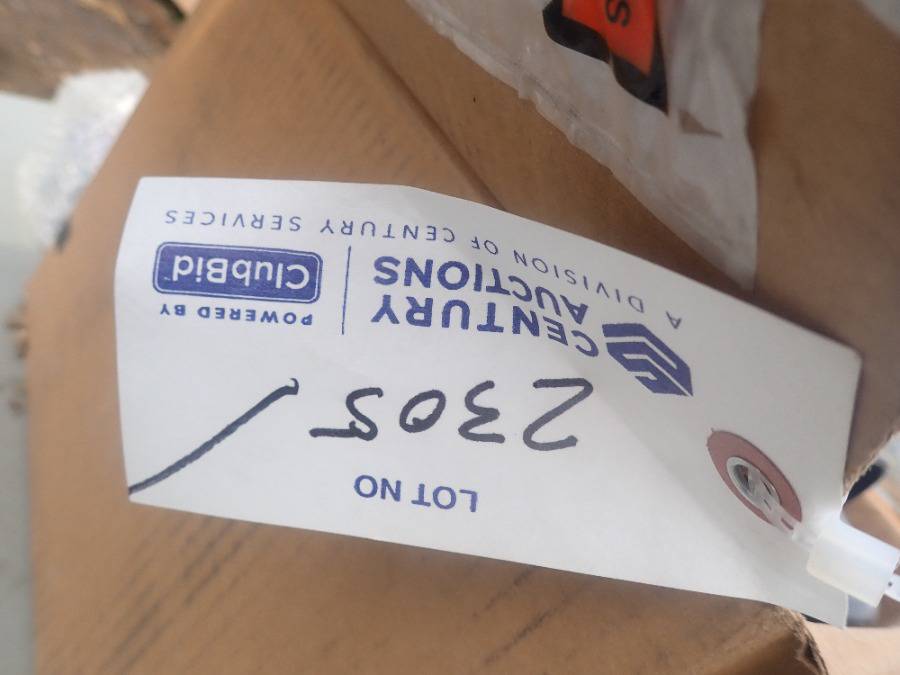 LOT NO
2305 /
CENTURY
AUCTIONS
A DIVISION OF CENTURY SERVICES
POWERED BY
ClubBid
S